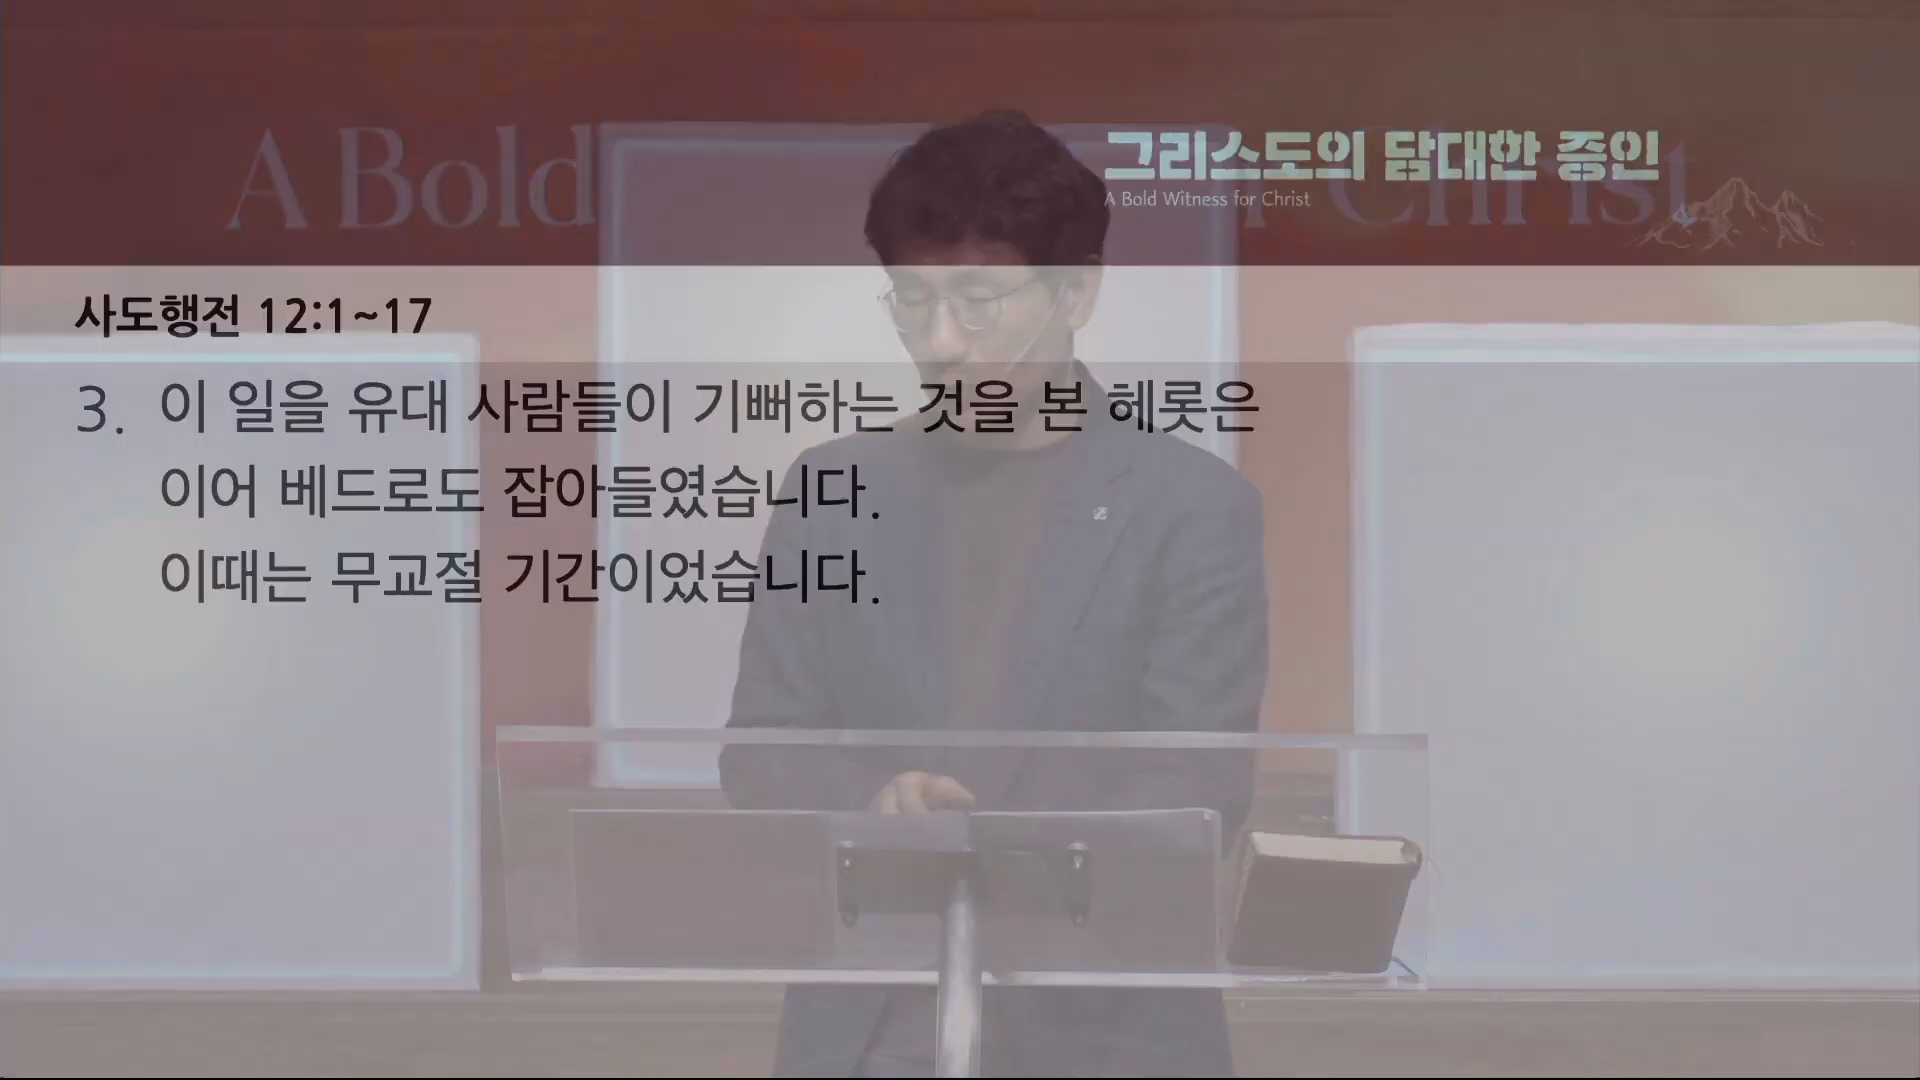 A Bold Christ
그리스도의 담대한 증인
A Bold Witness for Christ
사도행전 12:1~17
3. 이 일을 유대 사람들이 기뻐하는 것을 본 헤롯은
이어 베드로도 잡아들였습니다.
이때는 무교절 기간이었습니다.